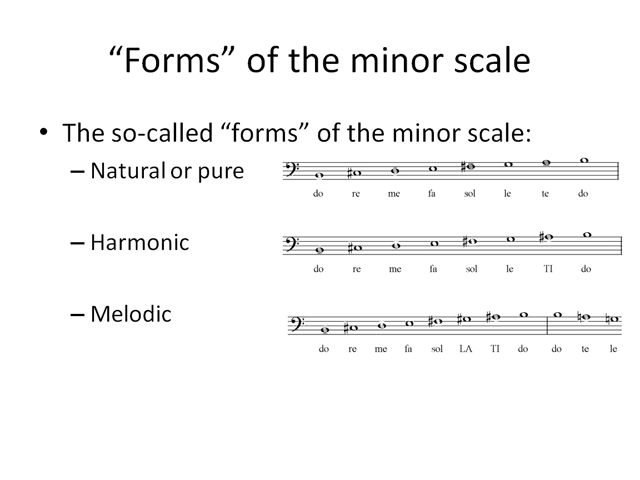 “Forms” of the minor scale
• The so-called “forms” of the minor scale:
– Natural or pure
do re me fa sol le te do
– Harmonic
do re me fa sol le TI do
– Melodic
do re me fa sol LA TI do do te le